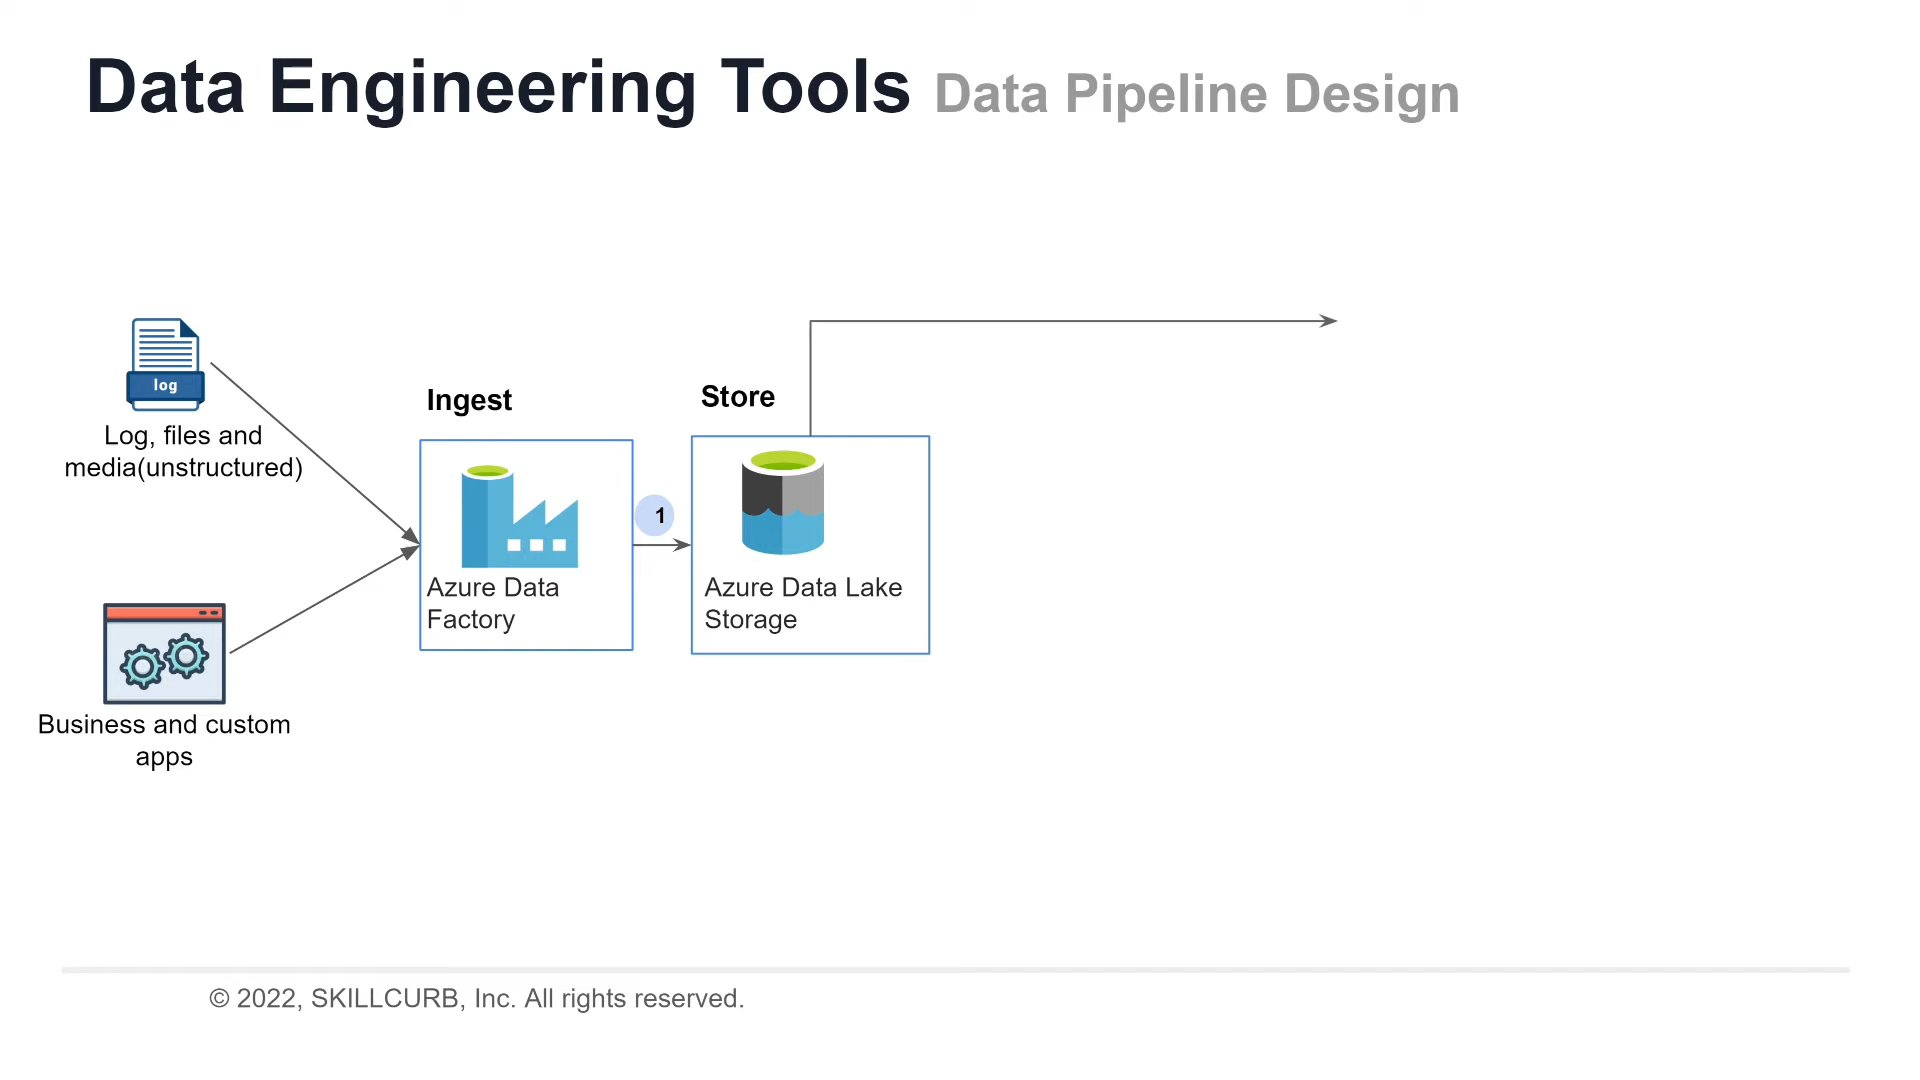 Data Engineering Tools Data Pipeline Design
log
Log, files and
media(unstructured)
Business and custom
apps
Ingest
Azure Data
Factory
1
Store
Azure Data Lake
Storage
© 2022, SKILLCURB, Inc. All rights reserved.